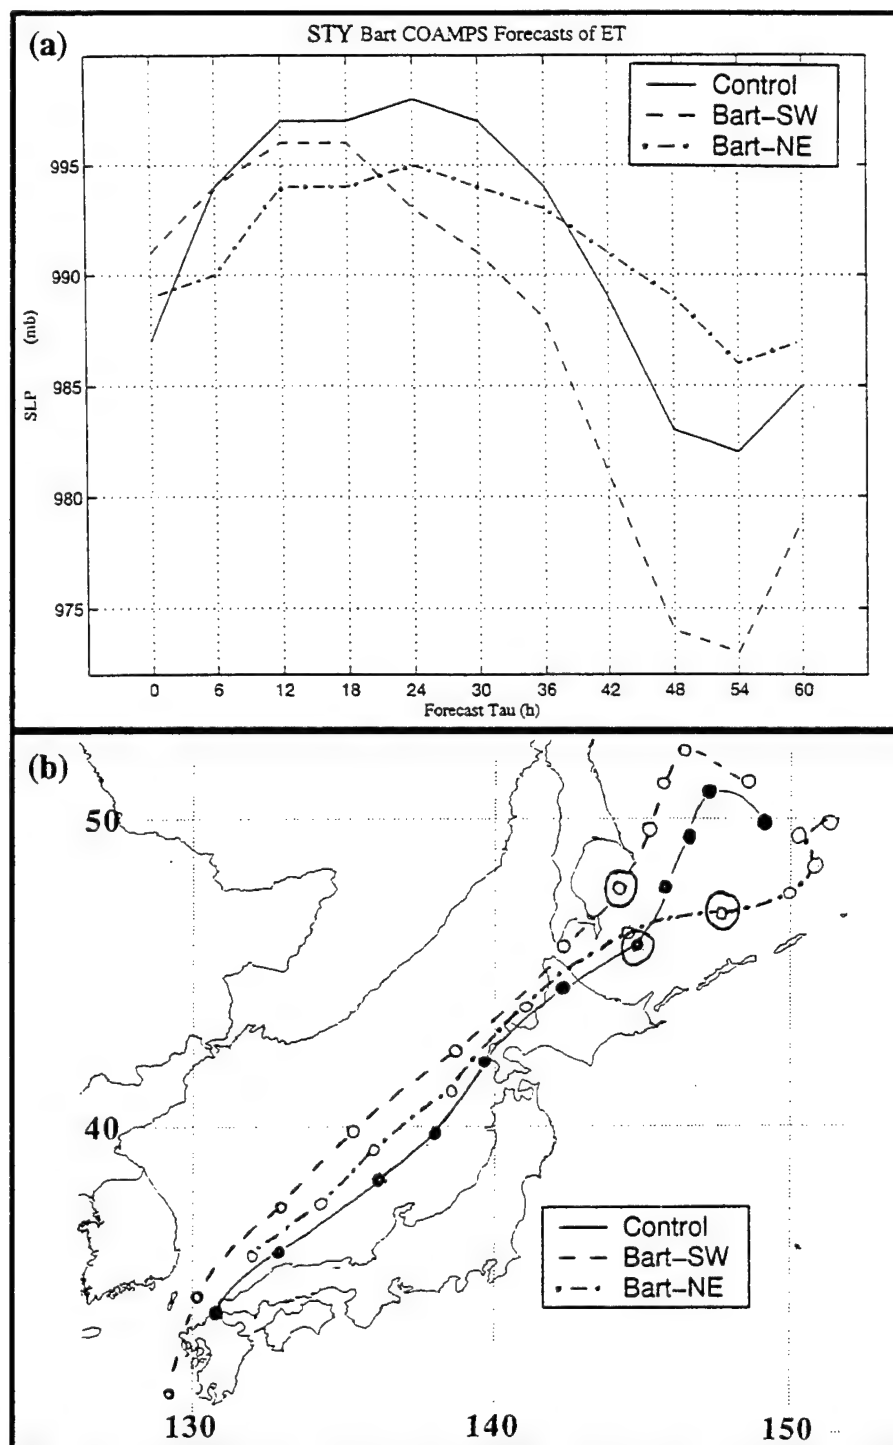 (a)
STY Bart COAMPS Forecasts of ET
Control
Bart-SW
Bart-NE
995
990
985
980
975
SLP (mb)
0 6 12 18 24 30 36 42 48 54 60
Forecast Tau (h)
(b)
50
40
Control
Bart-SW
Bart-NE
130 140 150